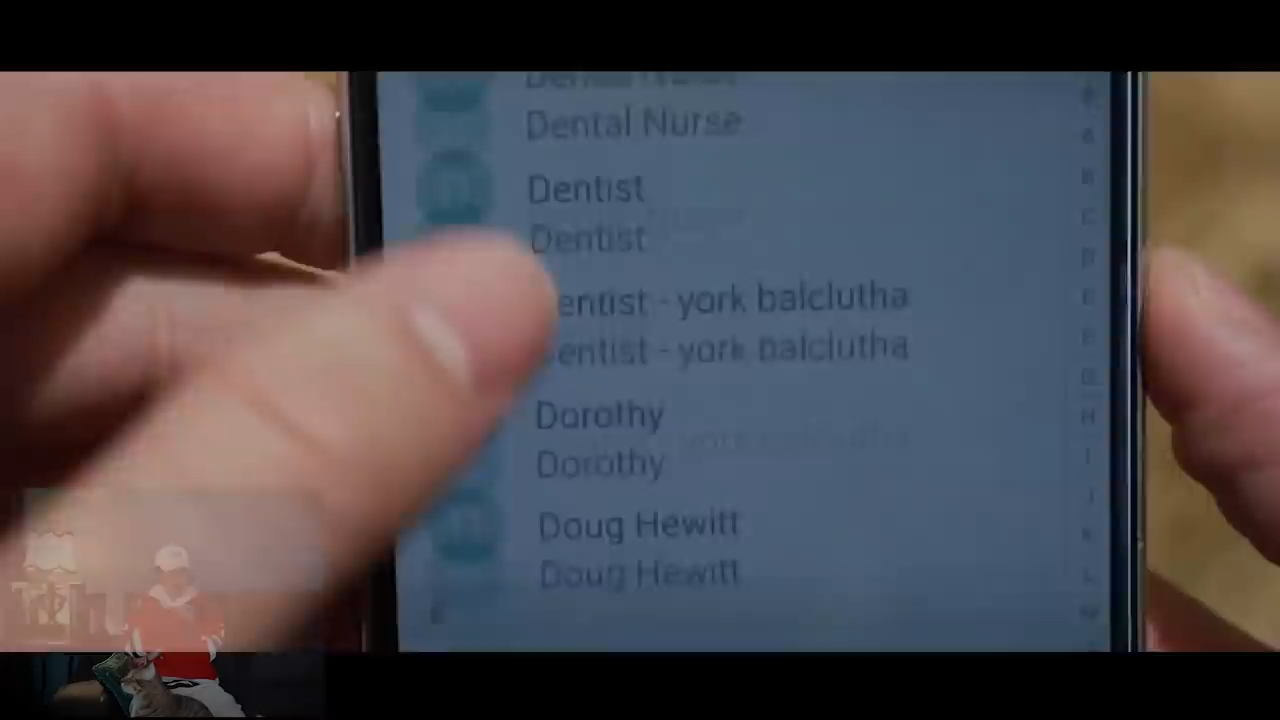 Dental Nurse
Dentist
Dentist
entist - york balclutha
entist - york balclutha
Dorothy
Dorothy
Doug Hewitt
Doug Hewitt